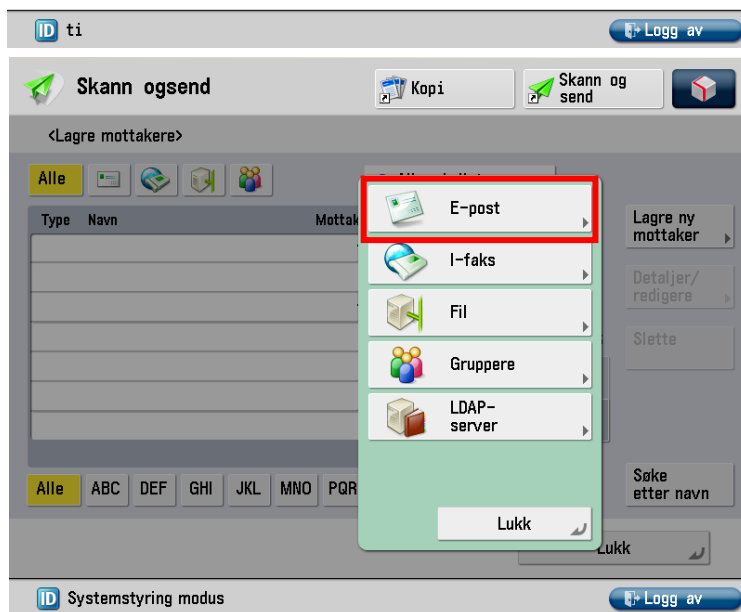 ID ti
Logg av
Skann ogsend
Kopi
Skann og
send
<Lagre mottakere>
Alle
Type Navn Mottak
E-post
I-faks
Fil
Gruppere
LDAP-
server
Lukk
Lagre ny
mottaker
Detaljer/
redigere
Slette
Alle ABC DEF GHI JKL MNO PQR
Søke
etter navn
Lukk
ID Systemstyring modus
Logg av